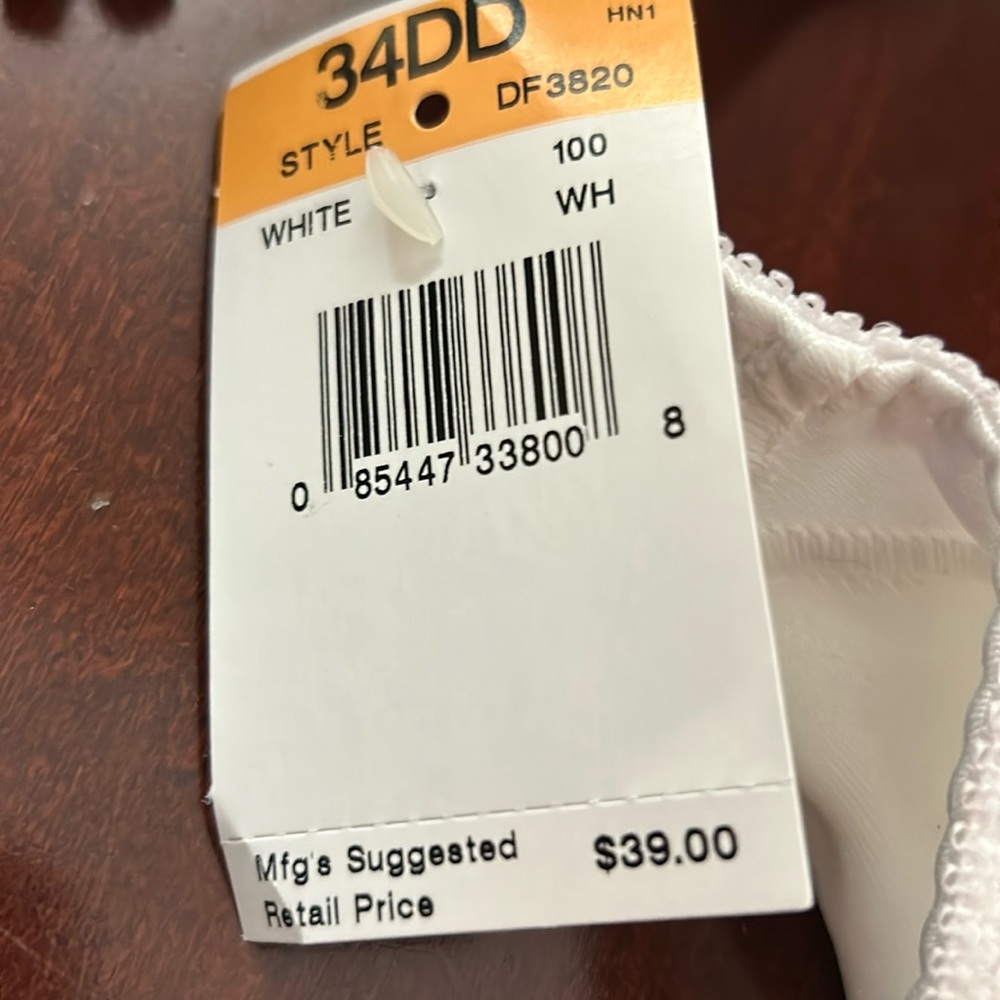 34DD HN1
STYLE DF3820
100
WHITE WH
0 85447 33800 8
Mfg's Suggested $39.00
Retail Price